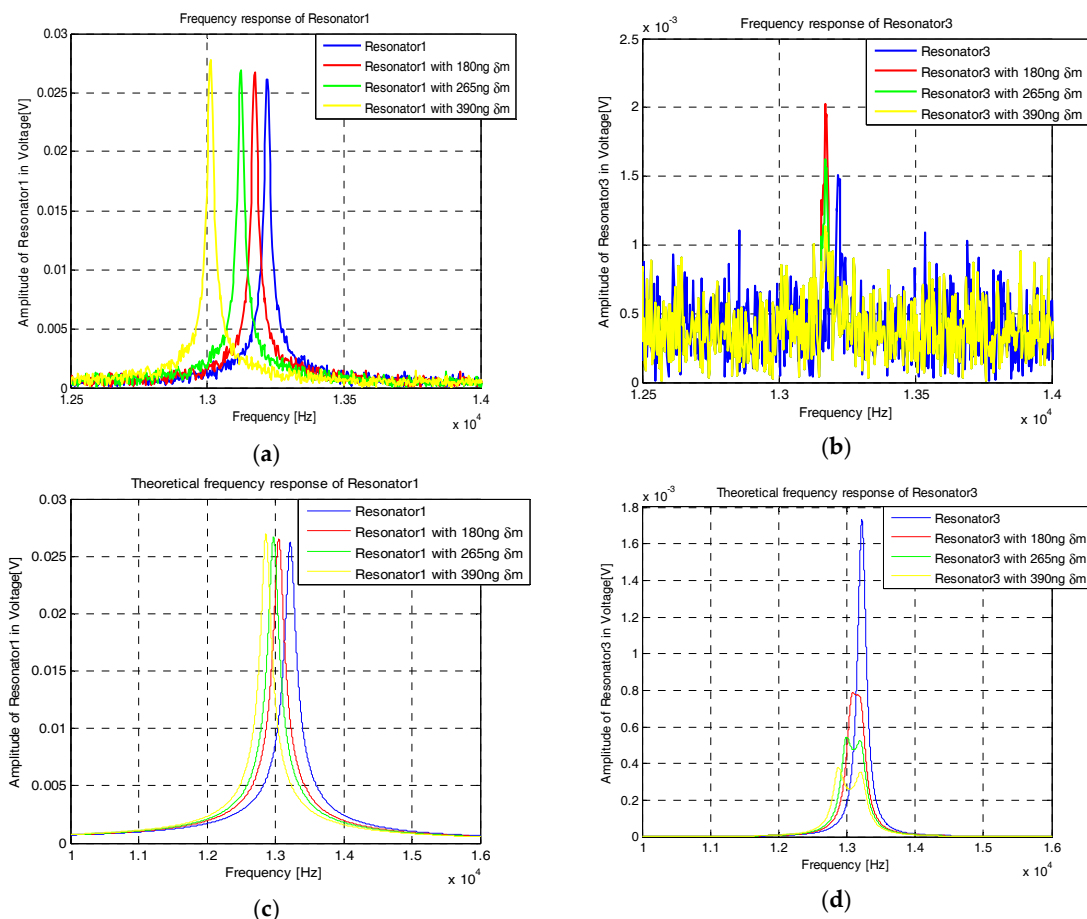 Frequency response of Resonator1
0.03
0.025
0.02
0.015
0.01
0.005
0
Amplitude of Resonator1 in Voltage[V]
Resonator1
Resonator1 with 180ng δm
Resonator1 with 265ng δm
Resonator1 with 390ng δm
1.25 1.3 1.35 1.4
Frequency [Hz]
x 10^4
(a)
x 10^-3
Frequency response of Resonator3
2.5
2
1.5
1
0.5
0
Amplitude of Resonator3 in Voltage[V]
Resonator3
Resonator3 with 180ng δm
Resonator3 with 265ng δm
Resonator3 with 390ng δm
1.25 1.3 1.35 1.4
Frequency [Hz]
x 10^4
(b)
Theoretical frequency response of Resonator1
0.03
0.025
0.02
0.015
0.01
0.005
0
Amplitude of Resonator1 in Voltage[V]
Resonator1
Resonator1 with 180ng δm
Resonator1 with 265ng δm
Resonator1 with 390ng δm
1 1.1 1.2 1.3 1.4 1.5 1.6
Frequency [Hz]
x 10^4
(c)
x 10^-3
Theoretical frequency response of Resonator3
1.8
1.6
1.4
1.2
1
0.8
0.6
0.4
0.2
0
Amplitude of Resonator3 in Voltage[V]
Resonator3
Resonator3 with 180ng δm
Resonator3 with 265ng δm
Resonator3 with 390ng δm
1 1.1 1.2 1.3 1.4 1.5 1.6
Frequency [Hz]
x 10^4
(d)